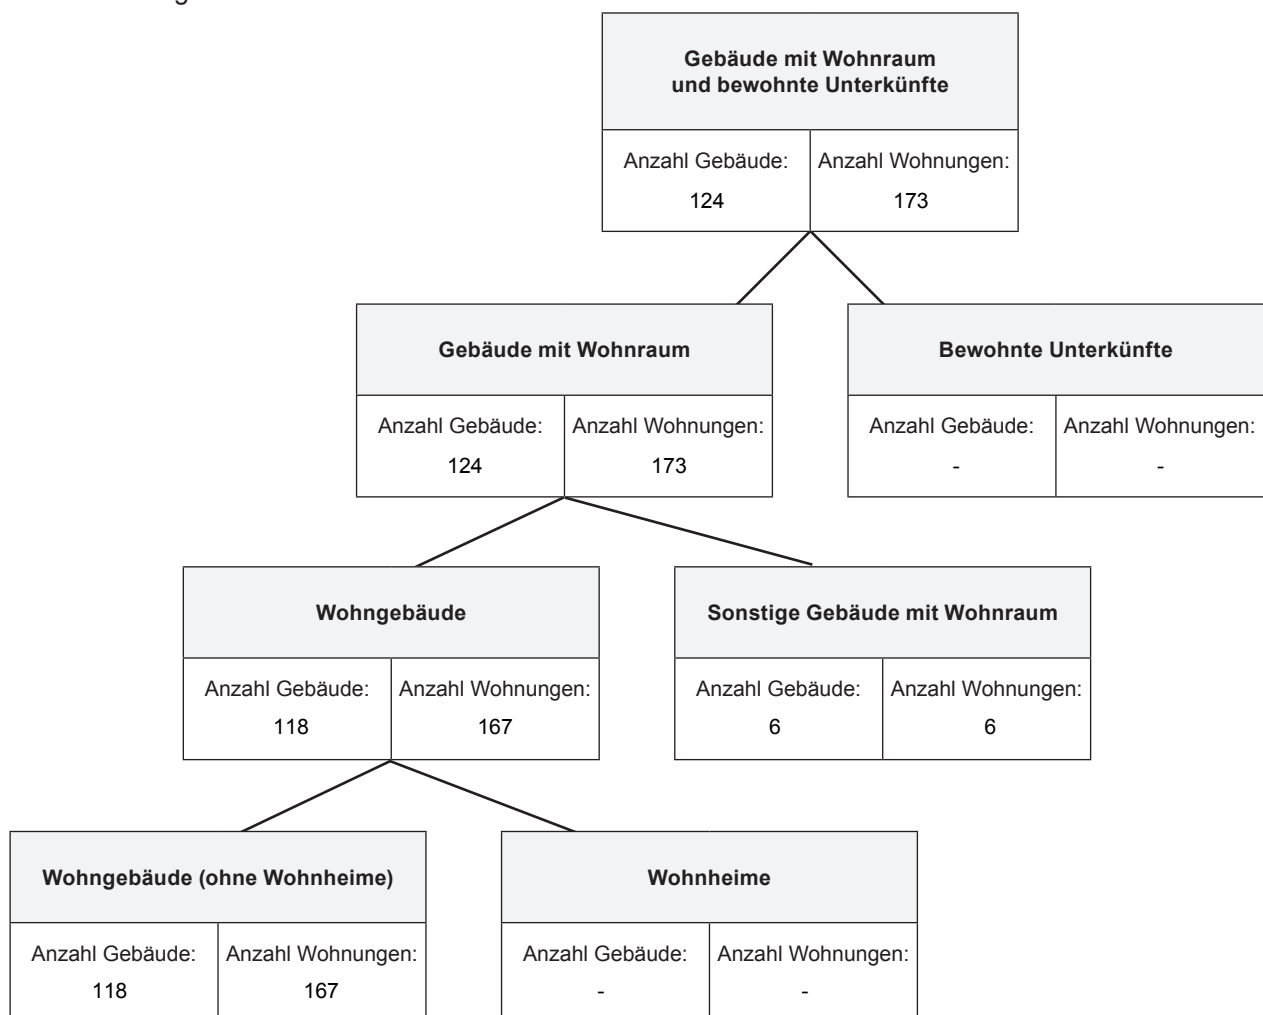 Gebäude mit Wohnraum
und bewohnte Unterkünfte
Anzahl Gebäude: Anzahl Wohnungen:
124 173
Gebäude mit Wohnraum Bewohnte Unterkünfte
Anzahl Gebäude: Anzahl Wohnungen: Anzahl Gebäude: Anzahl Wohnungen:
124 173 - -
Wohngebäude Sonstige Gebäude mit Wohnraum
Anzahl Gebäude: Anzahl Wohnungen: Anzahl Gebäude: Anzahl Wohnungen:
118 167 6 6
Wohngebäude (ohne Wohnheime) Wohnheime
Anzahl Gebäude: Anzahl Wohnungen: Anzahl Gebäude: Anzahl Wohnungen:
118 167 - -